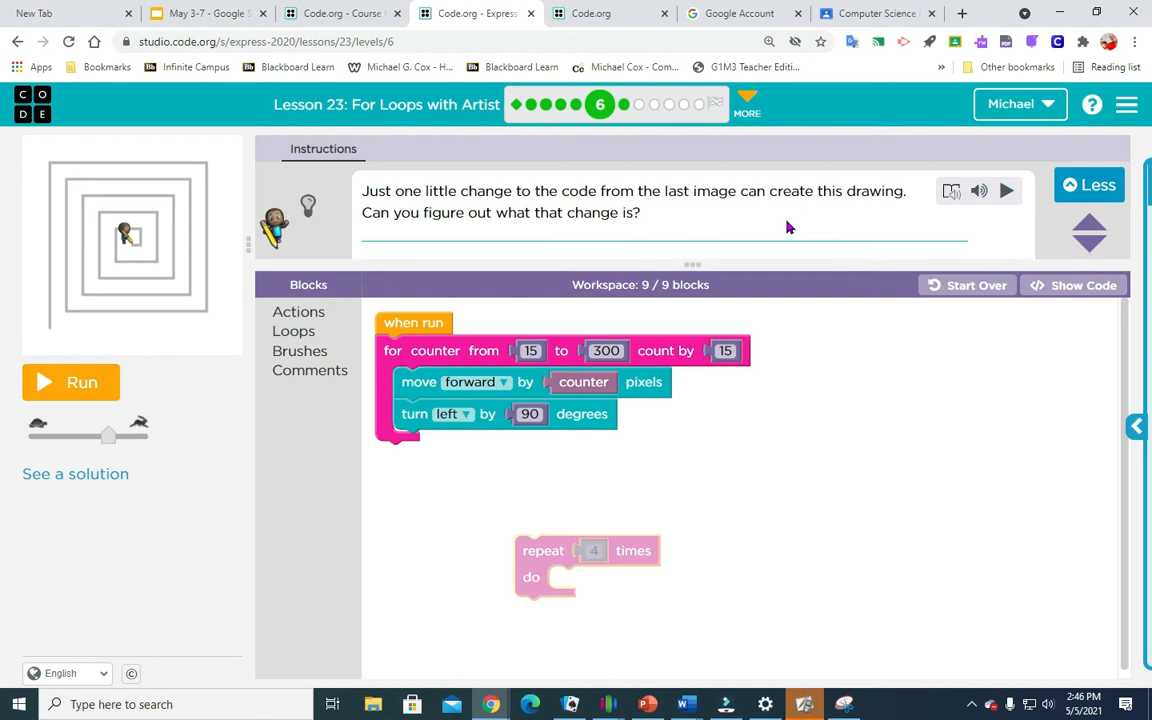 New Tab
May 3-7 - Google S
Code.org - Course
Code.org - Express
Code.org
Google Account
Computer Science
studio.code.org/s/express-2020/lessons/23/levels/6
Apps
Bookmarks
Infinite Campus
Blackboard Learn
Michael G. Cox - H...
Blackboard Learn
Michael Cox - Com...
G1M3 Teacher Editi...
»
Other bookmarks
Reading list
C O
D E
Lesson 23: For Loops with Artist
6
MORE
Michael
?
Instructions
Just one little change to the code from the last image can create this drawing.
Can you figure out what that change is?
Less
Blocks
Workspace: 9 / 9 blocks
Start Over
</> Show Code
Actions
Loops
Brushes
Comments
when run
for counter from 15 to 300 count by 15
move forward by counter pixels
turn left by 90 degrees
repeat 4 times
do
Run
See a solution
English
©
Type here to search
2:46 PM
5/5/2021